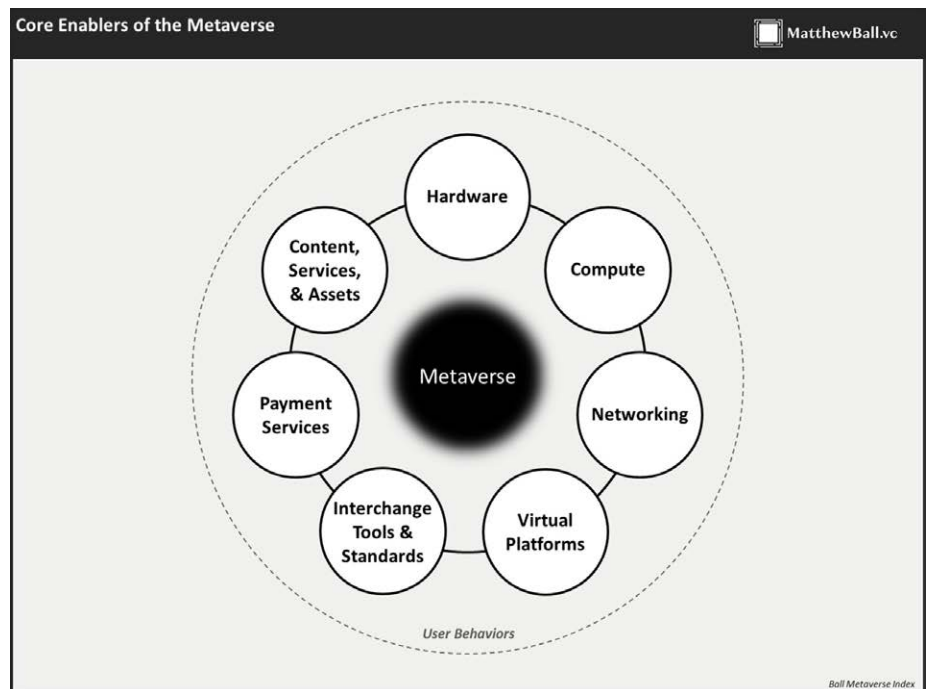 Core Enablers of the Metaverse
MatthewBall.vc
Hardware
Compute
Networking
Virtual
Platforms
Interchange
Tools &
Standards
Payment
Services
Content,
Services,
& Assets
Metaverse
User Behaviors
Ball Metaverse Index